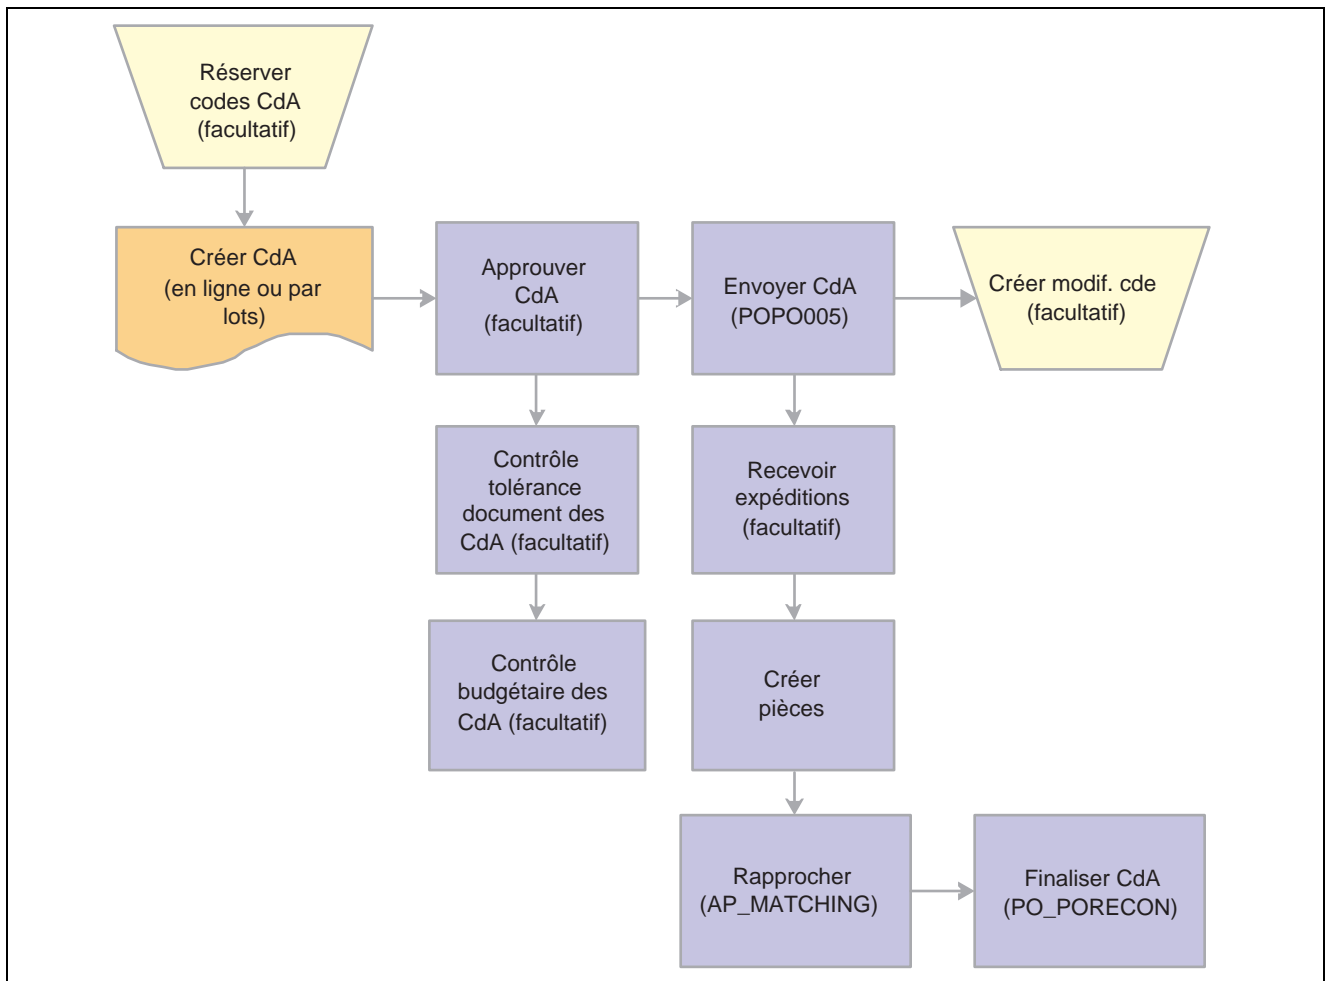 Réserver
codes CdA
(facultatif)
Créer CdA
(en ligne ou par
lots)
Approuver
CdA
(facultatif)
Envoyer CdA
(POPO005)
Créer modif. cde
(facultatif)
Contrôle
tolérance
document des
CdA (facultatif)
Recevoir
expéditions
(facultatif)
Contrôle
budgétaire des
CdA (facultatif)
Créer
pièces
Rapprocher
(AP_MATCHING)
Finaliser CdA
(PO_PORECON)